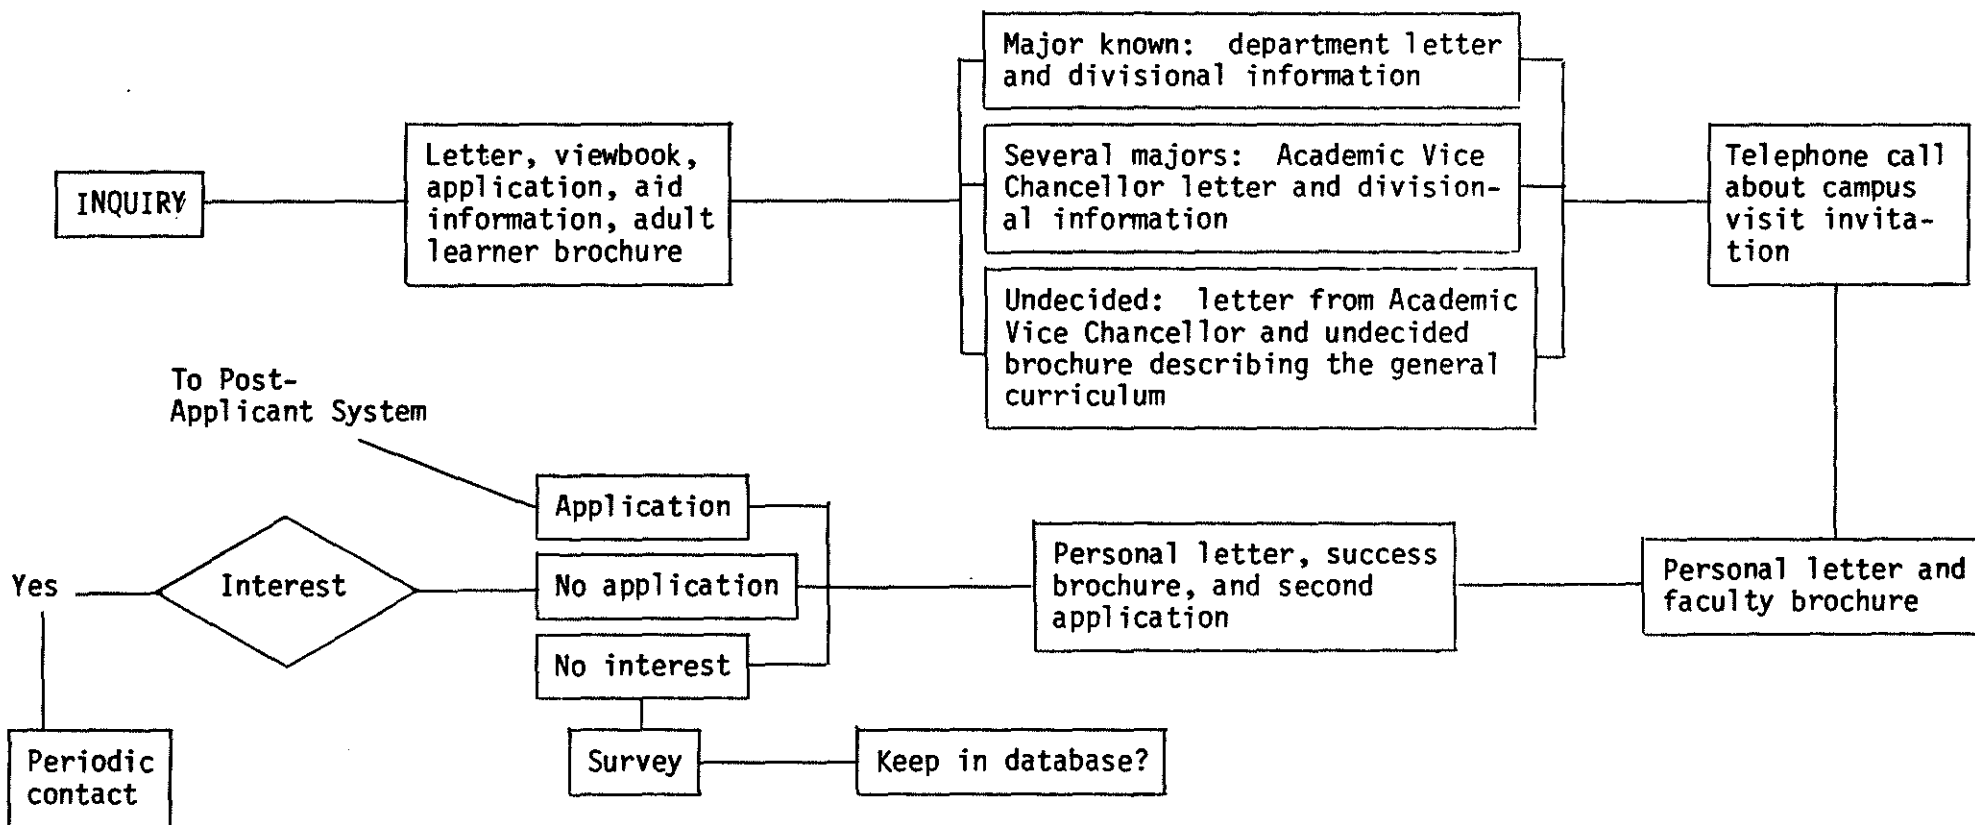 INQUIRY
Letter, viewbook,
application, aid
information, adult
learner brochure
Major known: department letter
and divisional information
Several majors: Academic Vice
Chancellor letter and division-
al information
Undecided: letter from Academic
Vice Chancellor and undecided
brochure describing the general
curriculum
Telephone call
about campus
visit invita-
tion
Personal letter and
faculty brochure
Personal letter, success
brochure, and second
application
To Post-
Applicant System
Application
No application
No interest
Interest
Yes
Periodic
contact
Survey
Keep in database?